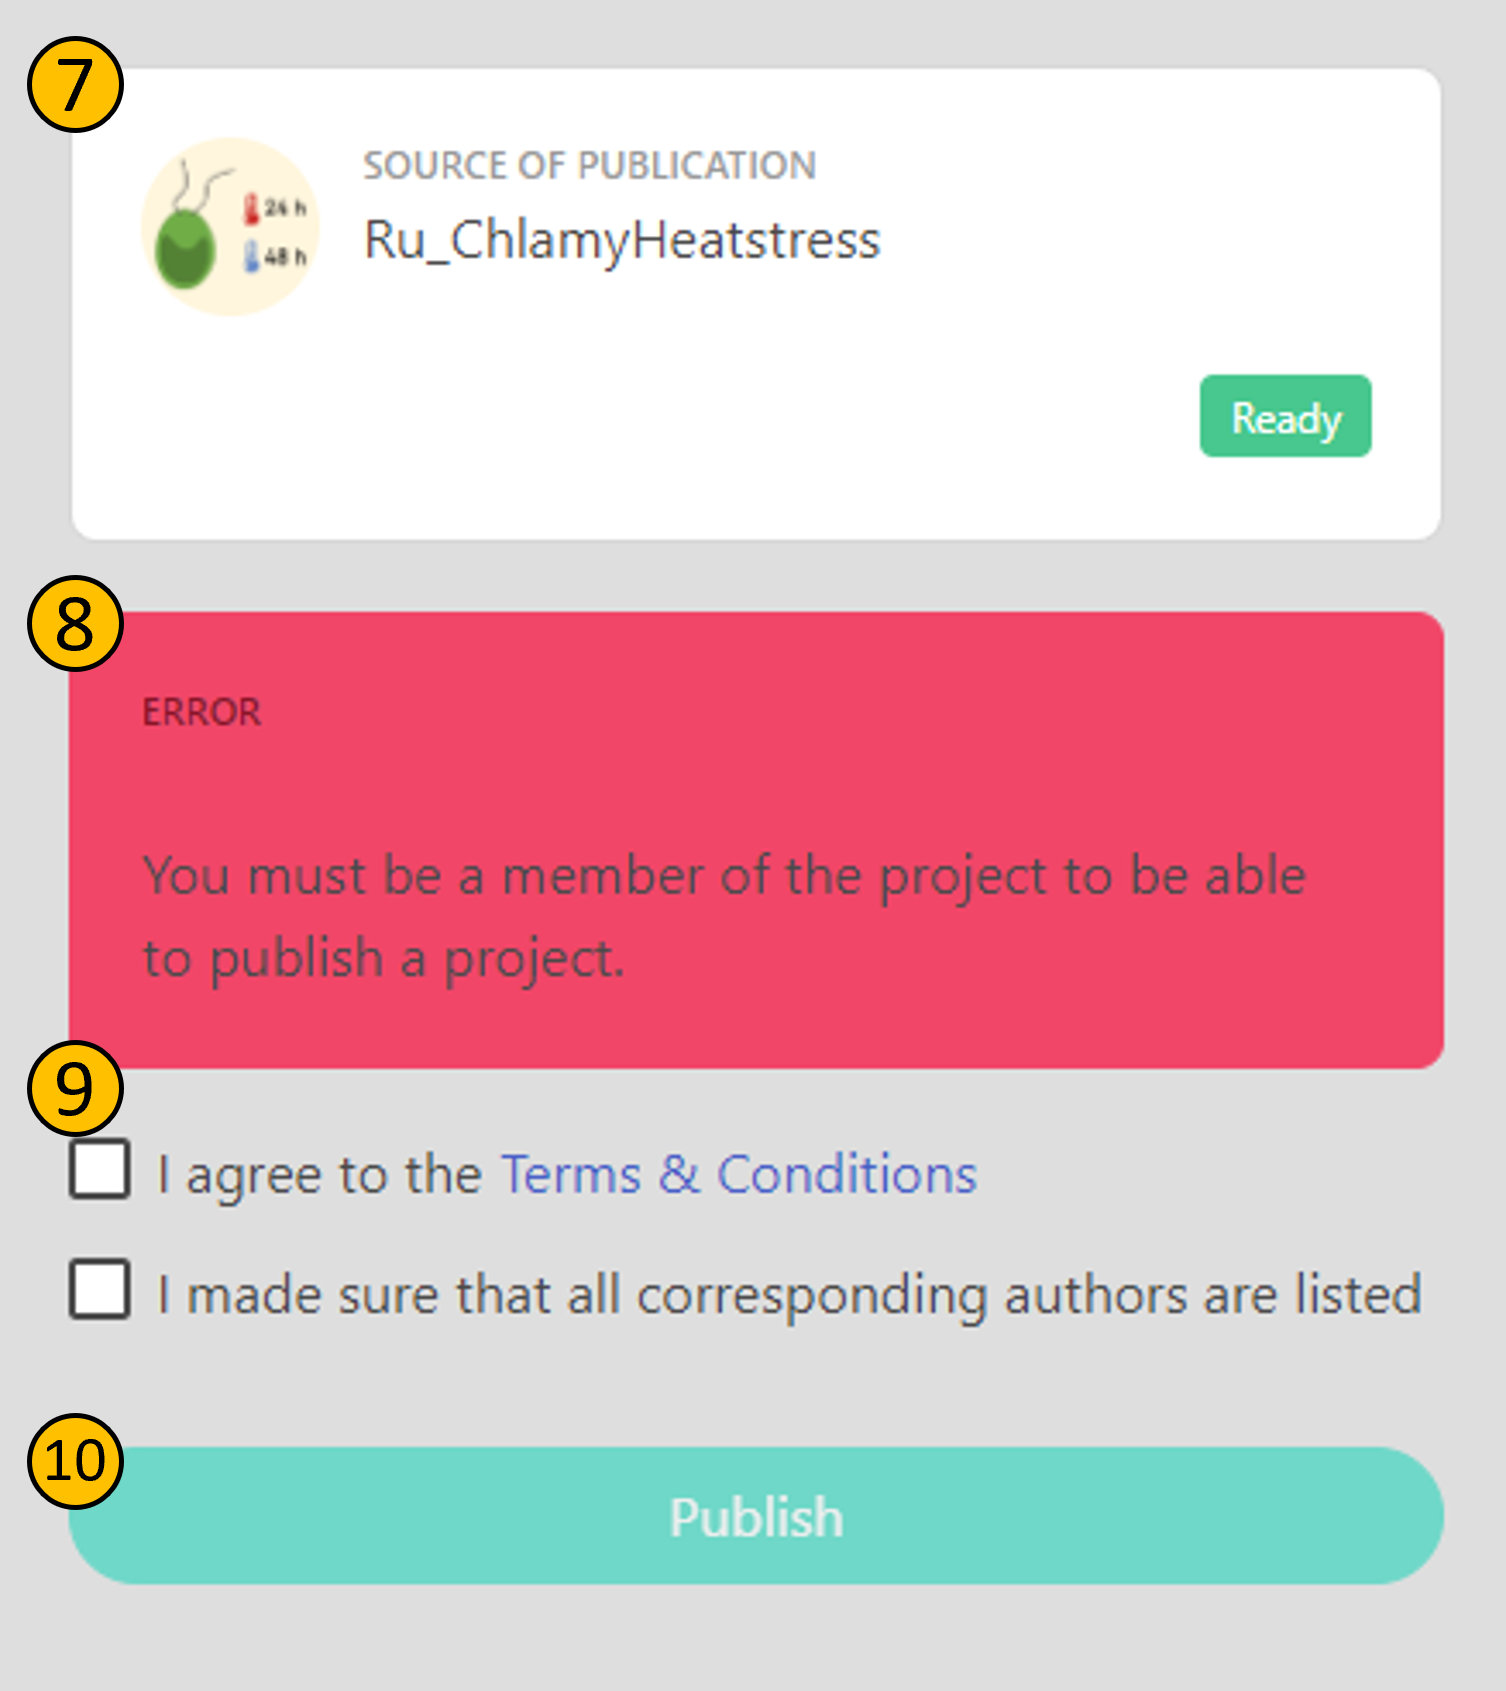 7
SOURCE OF PUBLICATION
Ru_ChlamyHeatstress
24 h
48 h
Ready
8
ERROR
You must be a member of the project to be able
to publish a project.
9
I agree to the Terms & Conditions
I made sure that all corresponding authors are listed
10
Publish